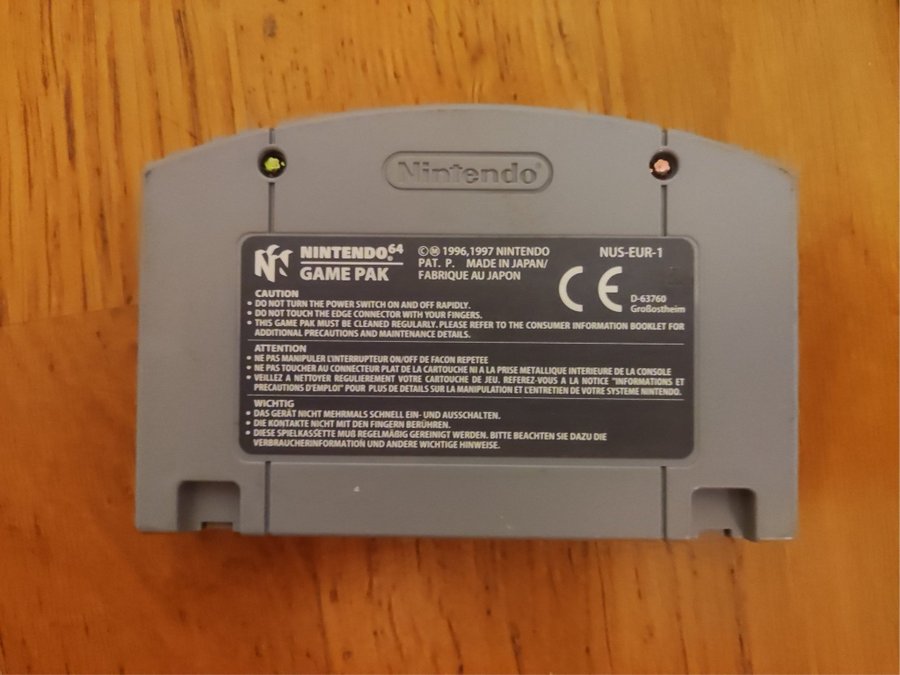 Nintendo®
NINTENDO64
GAME PAK
©Ⓜ 1996,1997 NINTENDO
PAT. P. MADE IN JAPAN/
FABRIQUE AU JAPON
NUS-EUR-1
CE
D-63760
Großostheim
CAUTION
• DO NOT TURN THE POWER SWITCH ON AND OFF RAPIDLY.
• DO NOT TOUCH THE EDGE CONNECTOR WITH YOUR FINGERS.
• THIS GAME PAK MUST BE CLEANED REGULARLY. PLEASE REFER TO THE CONSUMER INFORMATION BOOKLET FOR
ADDITIONAL PRECAUTIONS AND MAINTENANCE DETAILS.
ATTENTION
• NE PAS MANIPULER L'INTERRUPTEUR ON/OFF DE FACON REPETEE
• NE PAS TOUCHER AU CONNECTEUR PLAT DE LA CARTOUCHE NI A LA PRISE METALLIQUE INTERIEURE DE LA CONSOLE
• VEILLEZ A NETTOYER REGULIEREMENT VOTRE CARTOUCHE DE JEU. REFEREZ-VOUS A LA NOTICE "INFORMATIONS ET
PRECAUTIONS D'EMPLOI" POUR PLUS DE DETAILS SUR LA MANIPULATION ET L'ENTRETIEN DE VOTRE SYSTEME NINTENDO.
WICHTIG
• DAS GERÄT NICHT MEHRMALS SCHNELL EIN- UND AUSSCHALTEN.
• DIE KONTAKTE NICHT MIT DEN FINGERN BERÜHREN.
• DIESE SPIELKASSETTE MUß REGELMÄßIG GEREINIGT WERDEN. BITTE BEACHTEN SIE DAZU DIE
VERBRAUCHERINFORMATION UND ANDERE WICHTIGE HINWEISE.